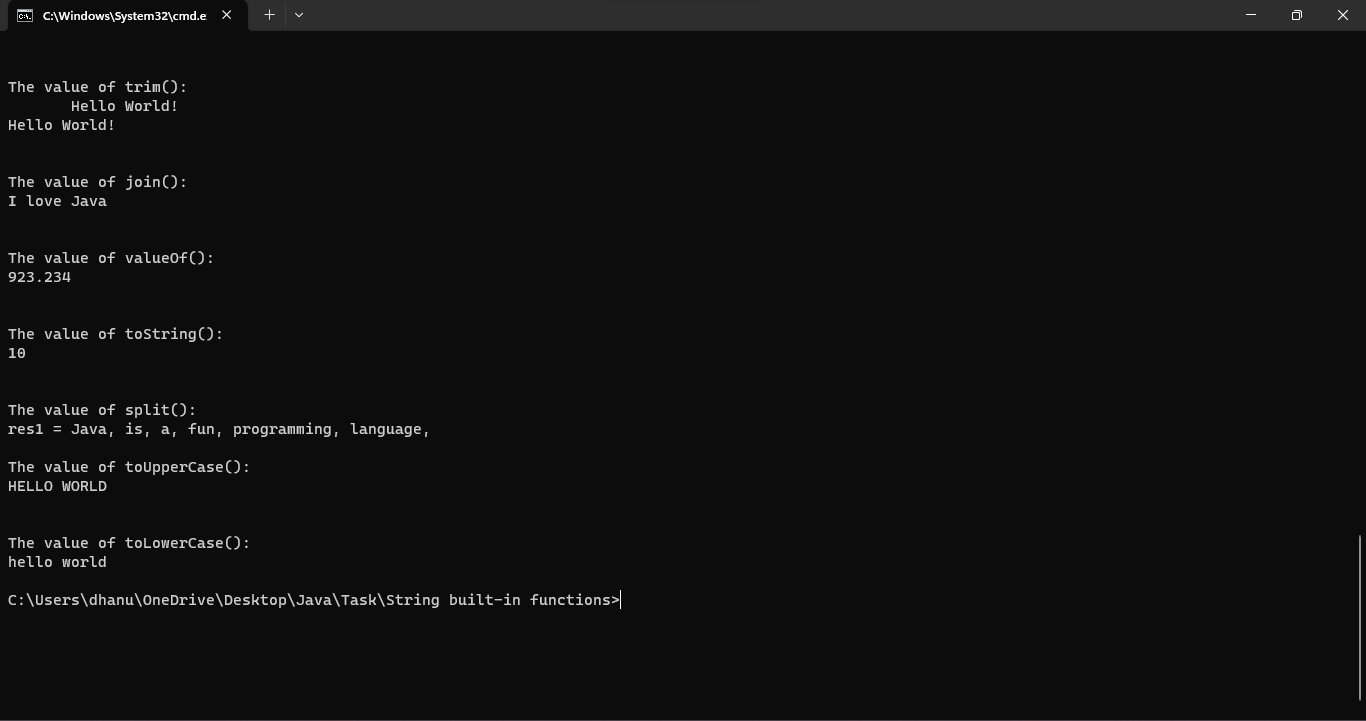 C:\Windows\System32\cmd.e
The value of trim():
       Hello World!
Hello World!
The value of join():
I love Java
The value of valueOf():
923.234
The value of toString():
10
The value of split():
res1 = Java, is, a, fun, programming, language,
The value of toUpperCase():
HELLO WORLD
The value of toLowerCase():
hello world
C:\Users\dhanu\OneDrive\Desktop\Java\Task\String built-in functions>